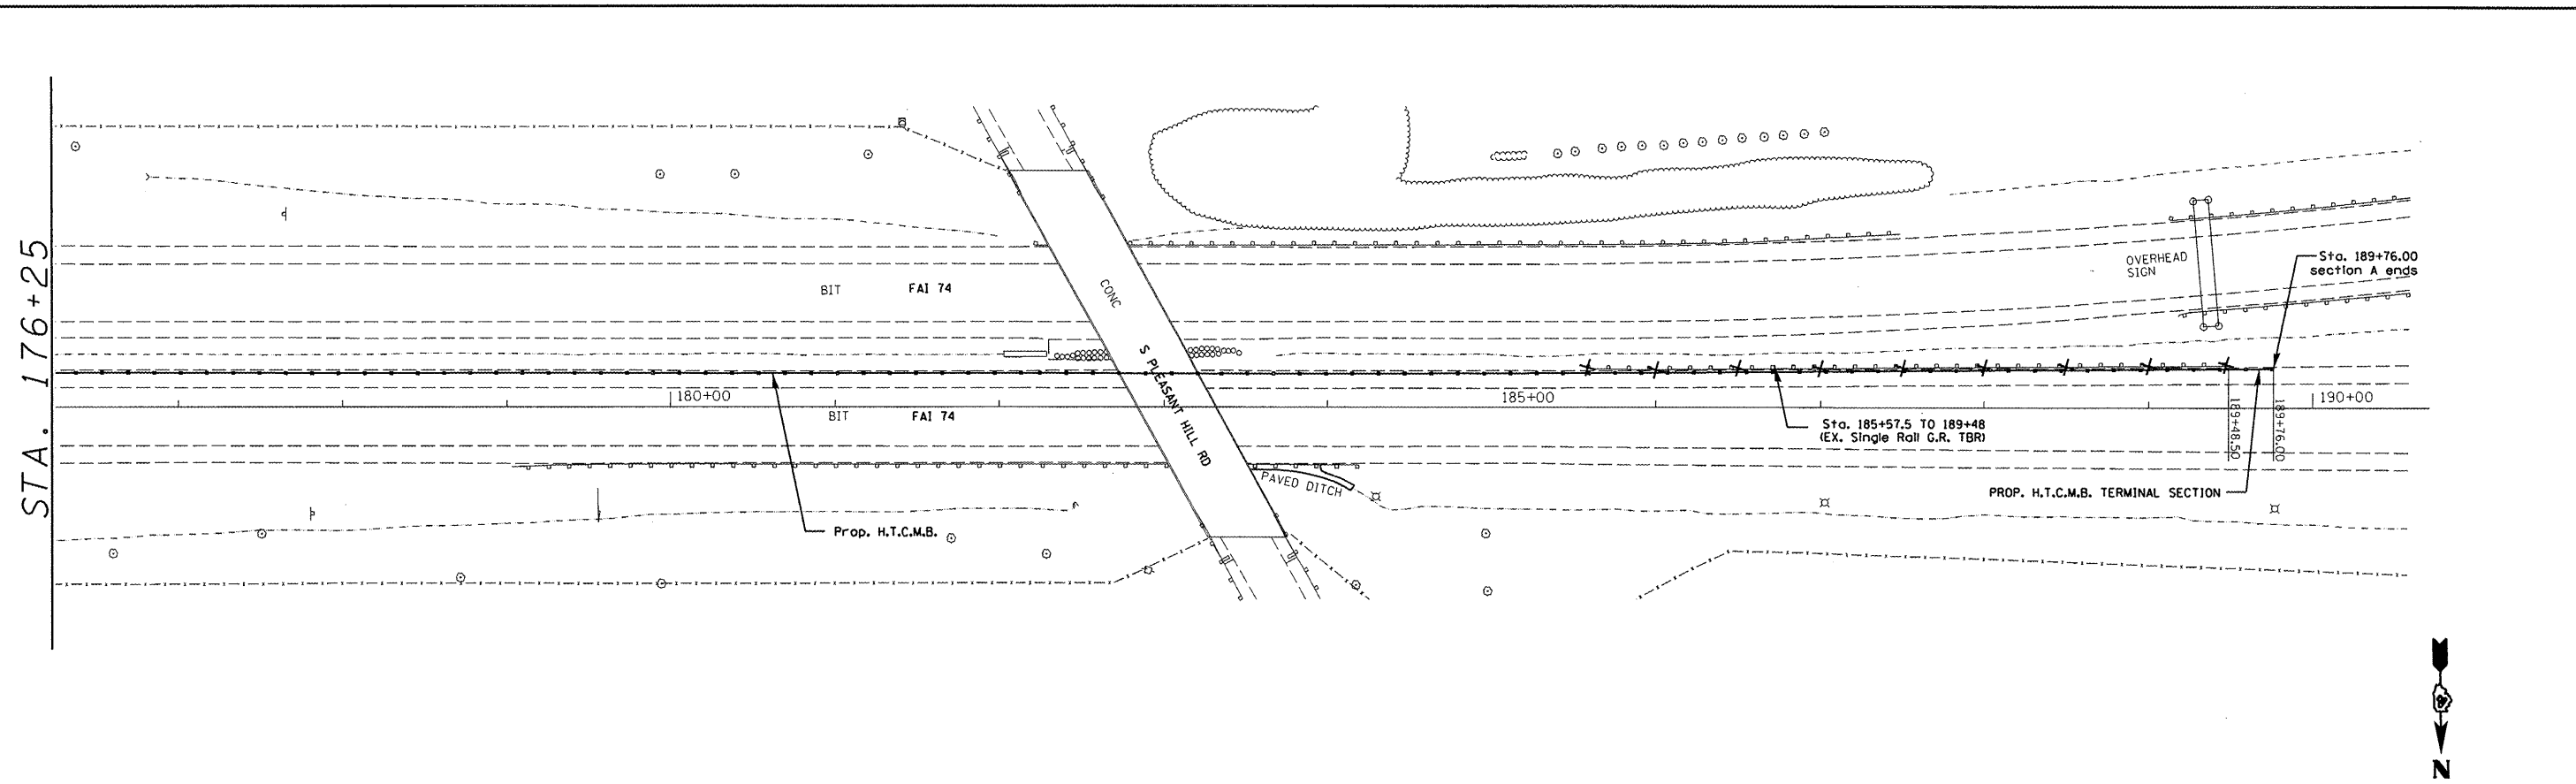 STA. 176+25
BIT FAI 74
CONC
S PLEASANT HILL RD
OVERHEAD
SIGN
Sta. 189+76.00
section A ends
180+00
BIT FAI 74
185+00
190+00
Sta. 185+57.5 TO 189+48
(EX. Single Rail G.R. TBR)
189+48.50
189+76.00
PAVED DITCH
PROP. H.T.C.M.B. TERMINAL SECTION
Prop. H.T.C.M.B.
N